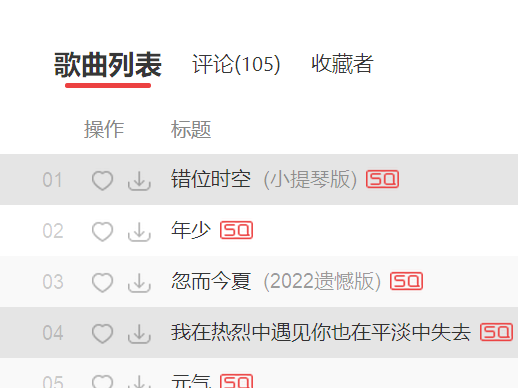 歌曲列表 评论(105) 收藏者
操作 标题
01 错位时空 (小提琴版) SQ
02 年少 SQ
03 忽而今夏 (2022遗憾版) SQ
04 我在热烈中遇见你也在平淡中失去 SQ
05 元气 SQ